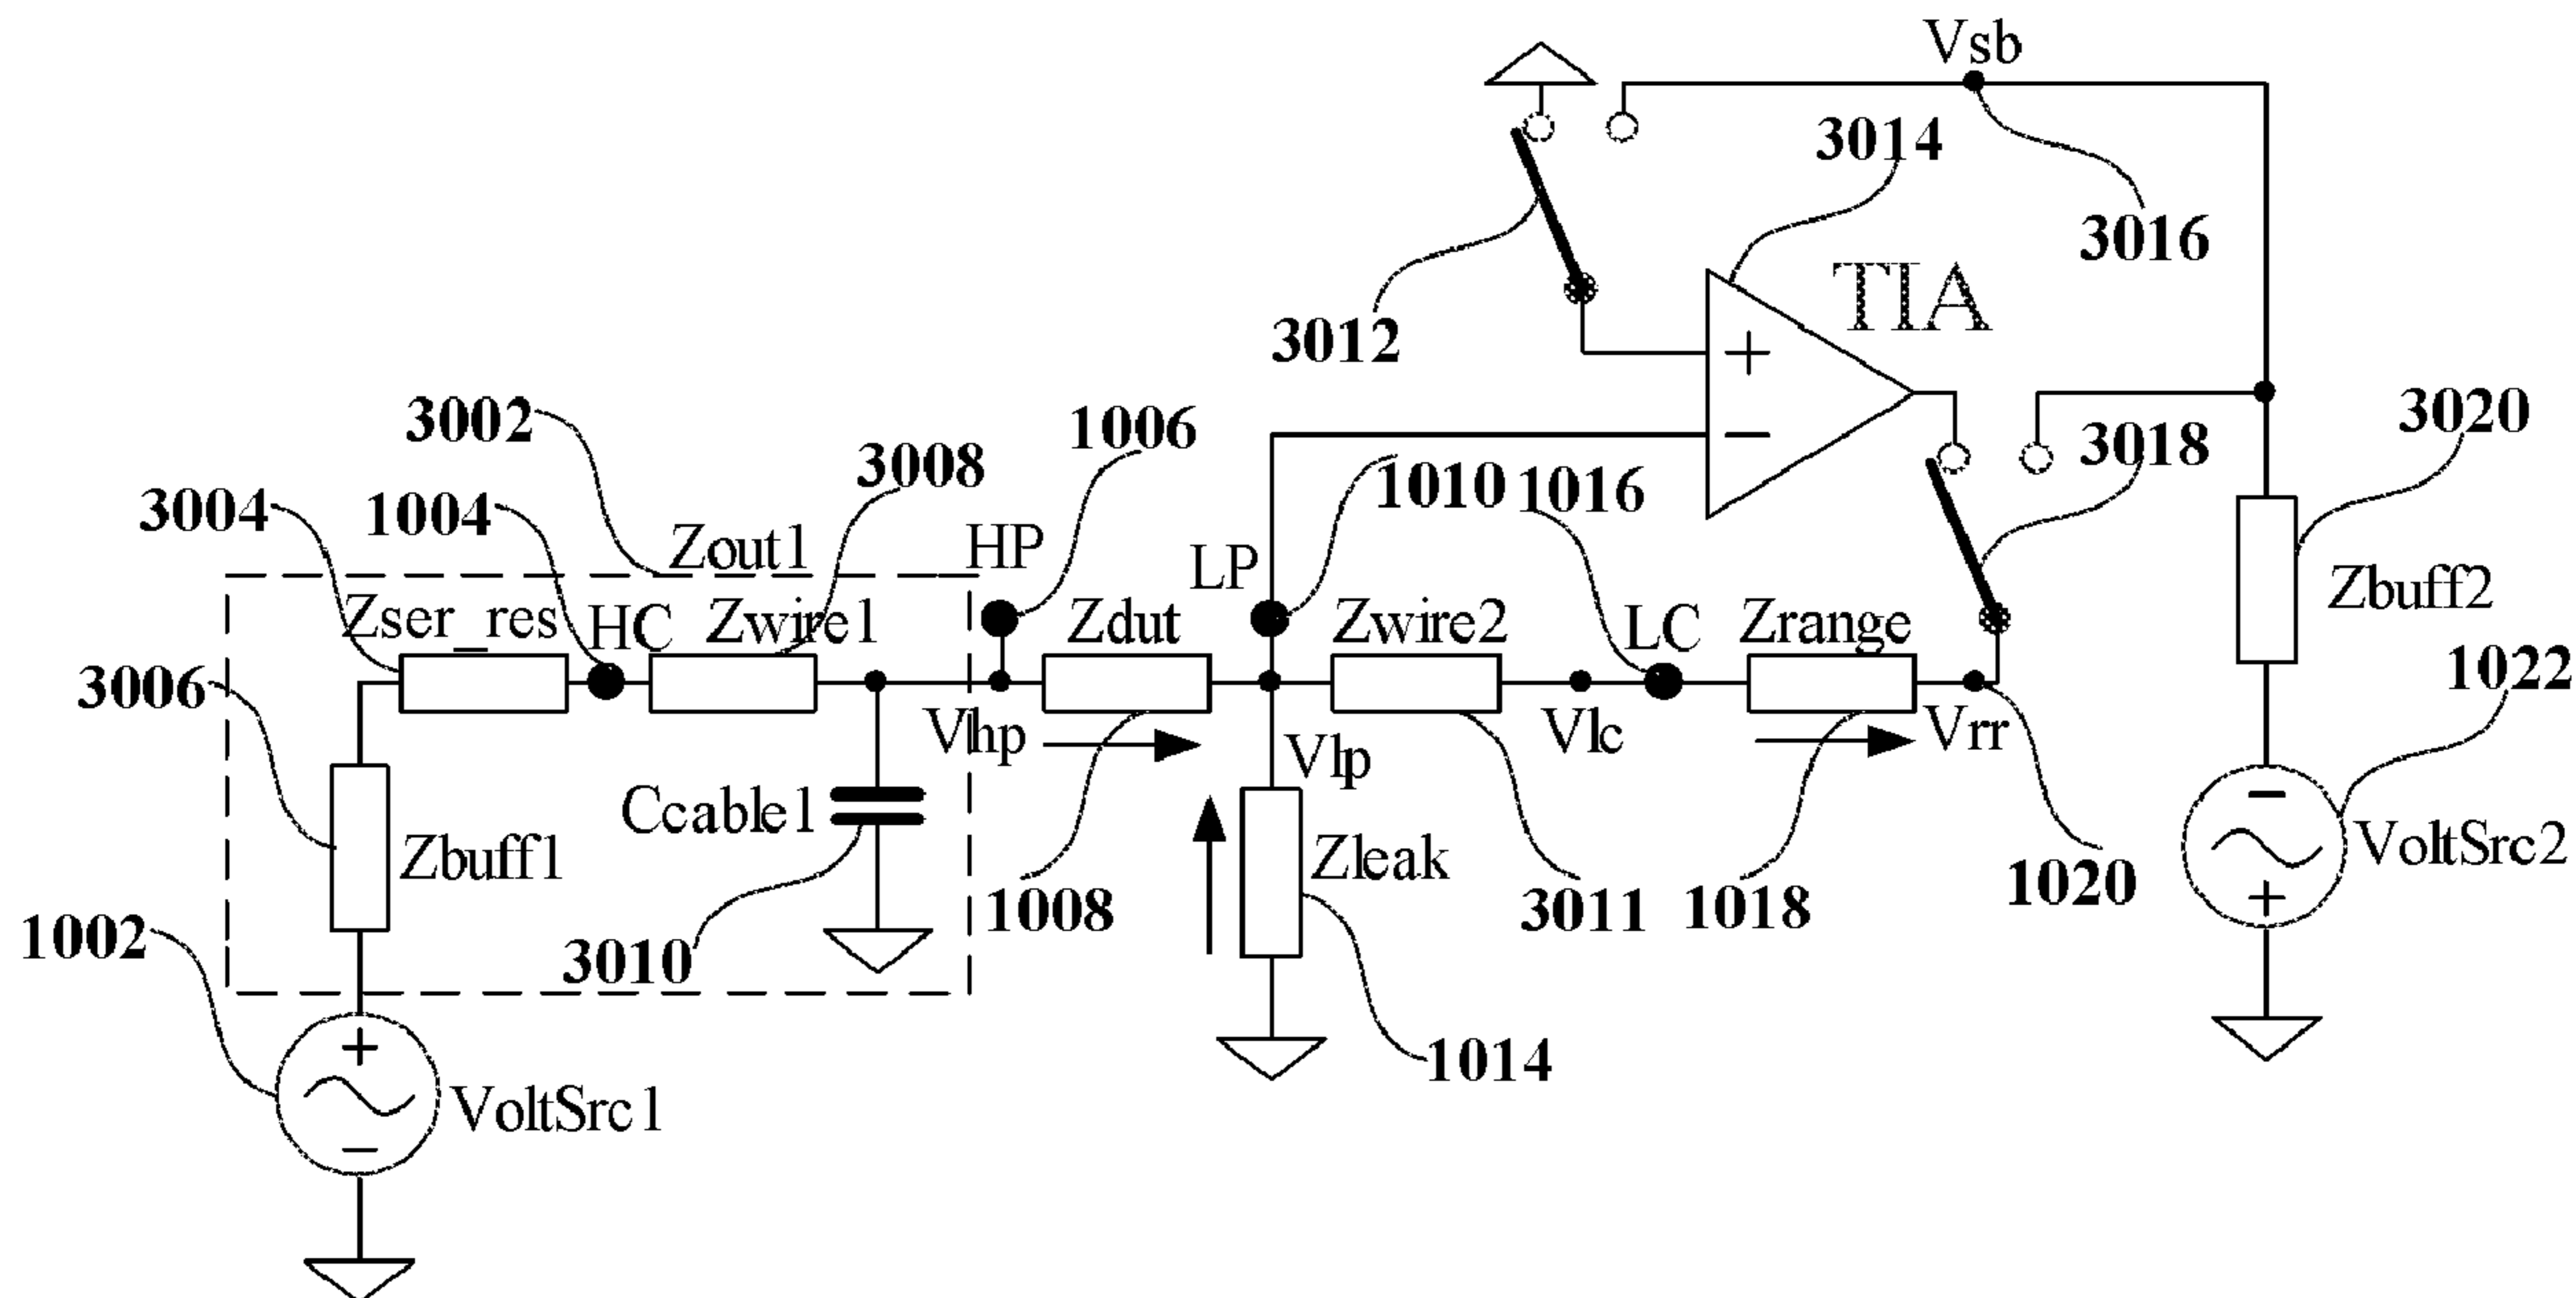 Vsb
3014
TIA
3016
3012
3002
1006
3008
3020
3018
1010
1016
3004
1004
Zout1
HP
LP
+
−
Zser_res
HC
Zwire1
Zdut
Zwire2
LC
Zrange
Zbuff2
3006
1022
Vhp
Vlp
Vlc
Vrr
Ccable1
Zbuff1
Zleak
−
VoltSrc2
+
1002
3010
1008
3011
1018
1020
+
VoltSrc1
−
1014